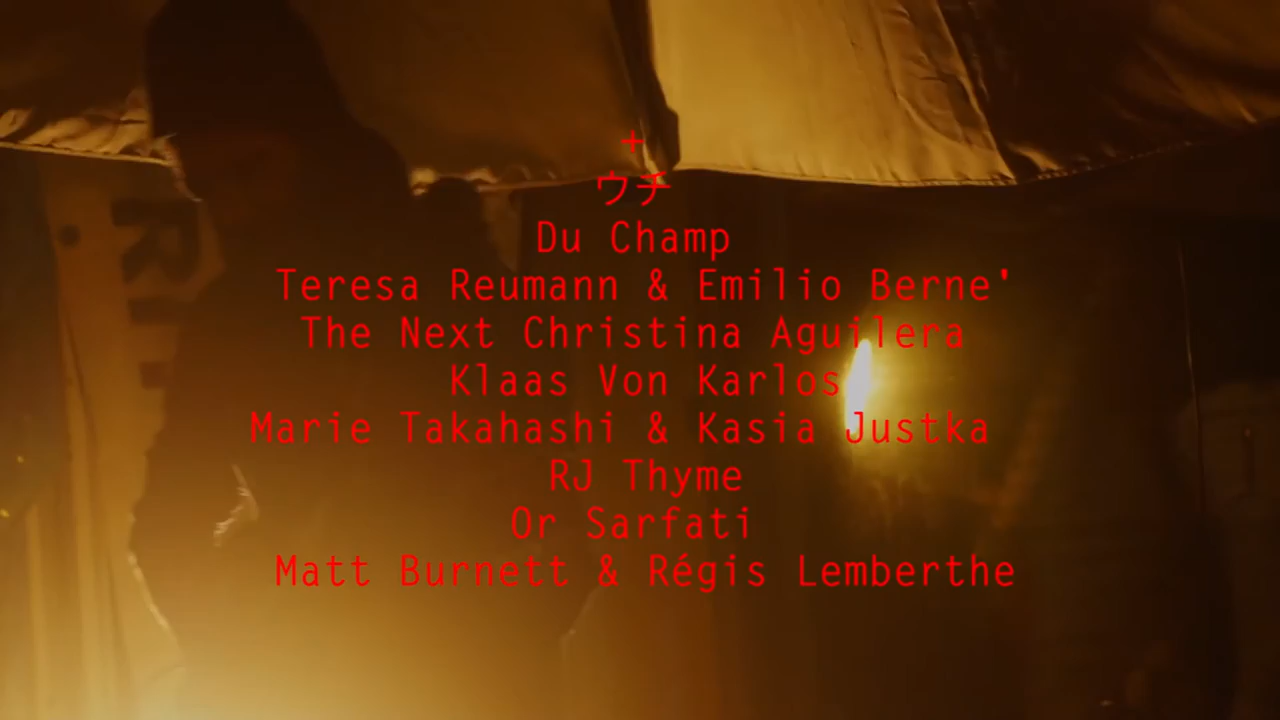 +
ウチ
Du Champ
Teresa Reumann & Emilio Berne'
The Next Christina Aguilera
Klaas Von Karlos
Marie Takahashi & Kasia Justka
RJ Thyme
Or Sarfati
Matt Burnett & Régis Lemberthe